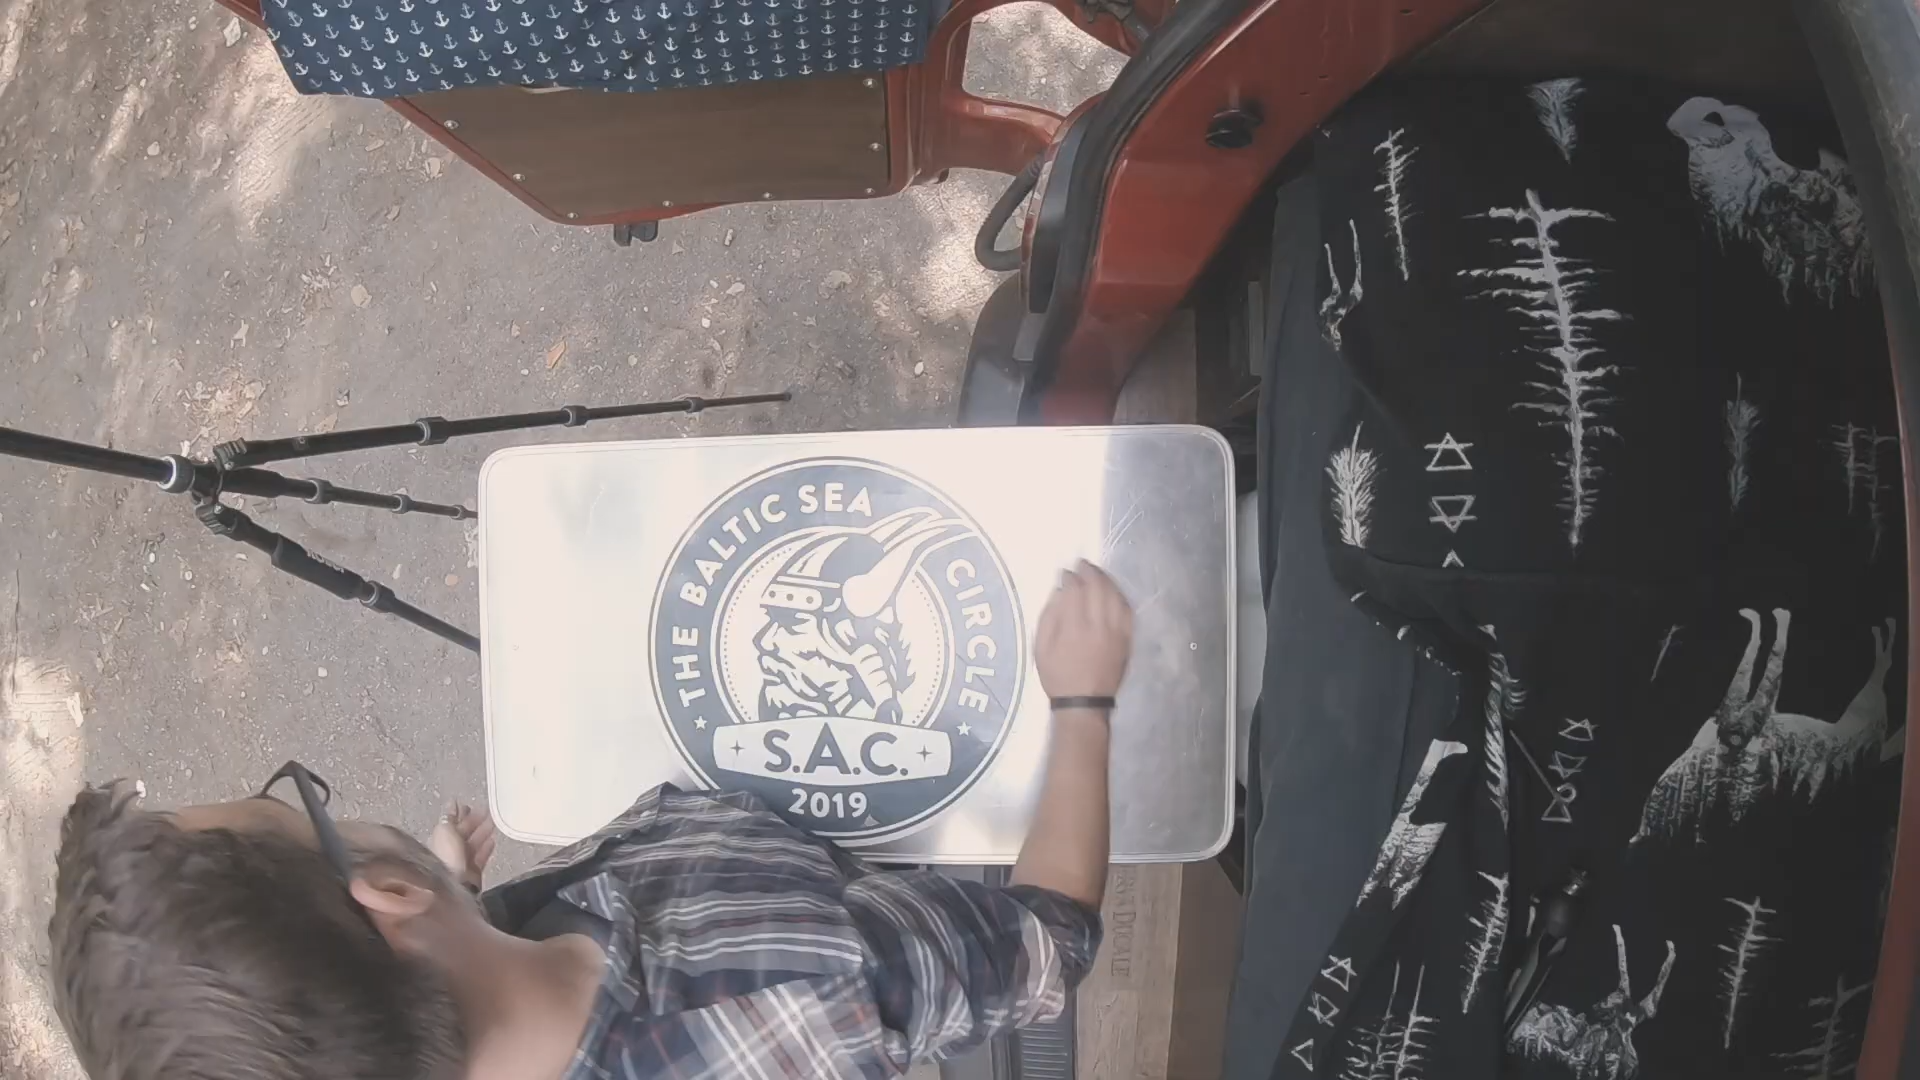 THE BALTIC SEA CIRCLE
S.A.C.
2019